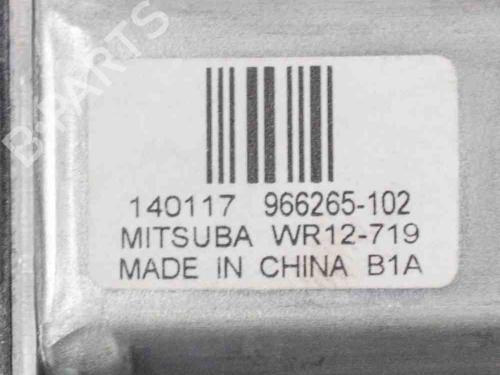 B-PARTS
140117 966265-102
MITSUBA WR12-719
MADE IN CHINA B1A